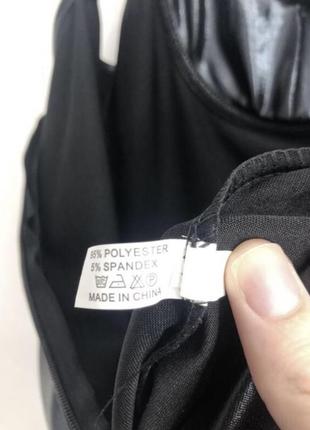 95% POLYESTER
5% SPANDEX
MADE IN CHINA